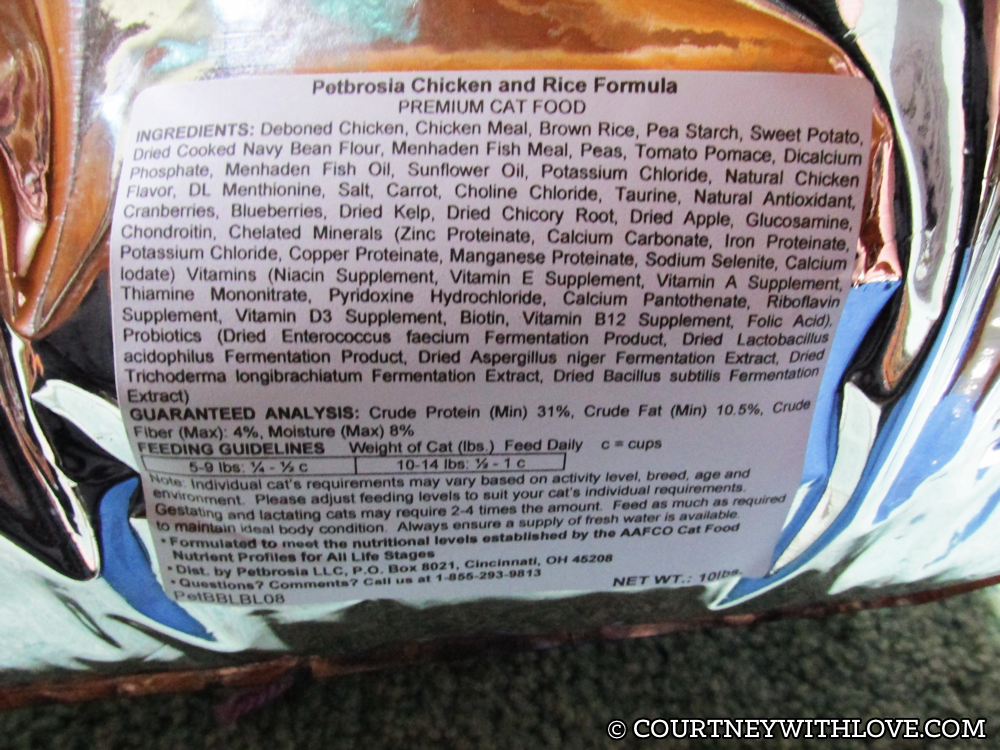 Petbrosia Chicken and Rice Formula
PREMIUM CAT FOOD
INGREDIENTS: Deboned Chicken, Chicken Meal, Brown Rice, Pea Starch, Sweet Potato,
Dried Cooked Navy Bean Flour, Menhaden Fish Meal, Peas, Tomato Pomace, Dicalcium
Phosphate, Menhaden Fish Oil, Sunflower Oil, Potassium Chloride, Natural Chicken
Flavor, DL Menthionine, Salt, Carrot, Choline Chloride, Taurine, Natural Antioxidant,
Cranberries, Blueberries, Dried Kelp, Dried Chicory Root, Dried Apple, Glucosamine,
Chondroitin, Chelated Minerals (Zinc Proteinate, Calcium Carbonate, Iron Proteinate,
Potassium Chloride, Copper Proteinate, Manganese Proteinate, Sodium Selenite, Calcium
Iodate) Vitamins (Niacin Supplement, Vitamin E Supplement, Vitamin A Supplement,
Thiamine Mononitrate, Pyridoxine Hydrochloride, Calcium Pantothenate, Riboflavin
Supplement, Vitamin D3 Supplement, Biotin, Vitamin B12 Supplement, Folic Acid),
Probiotics (Dried Enterococcus faecium Fermentation Product, Dried Lactobacillus
acidophilus Fermentation Product, Dried Aspergillus niger Fermentation Extract, Dried
Trichoderma longibrachiatum Fermentation Extract, Dried Bacillus subtilis Fermentation
Extract)
GUARANTEED ANALYSIS: Crude Protein (Min) 31%, Crude Fat (Min) 10.5%, Crude
Fiber (Max): 4%, Moisture (Max) 8%
FEEDING GUIDELINES Weight of Cat (lbs.) Feed Daily c = cups
5-9 lbs: ¼ - ½ c 10-14 lbs: ½ - 1 c
Note: Individual cat's requirements may vary based on activity level, breed, age and
environment. Please adjust feeding levels to suit your cat's individual requirements.
Gestating and lactating cats may require 2-4 times the amount. Feed as much as required
to maintain ideal body condition. Always ensure a supply of fresh water is available.
• Formulated to meet the nutritional levels established by the AAFCO Cat Food
Nutrient Profiles for All Life Stages
• Dist. by Petbrosia LLC, P.O. Box 8021, Cincinnati, OH 45208
• Questions? Comments? Call us at 1-855-293-9813
PetBBLBL08 NET WT.: 10lbs.
© COURTNEYWITHLOVE.COM